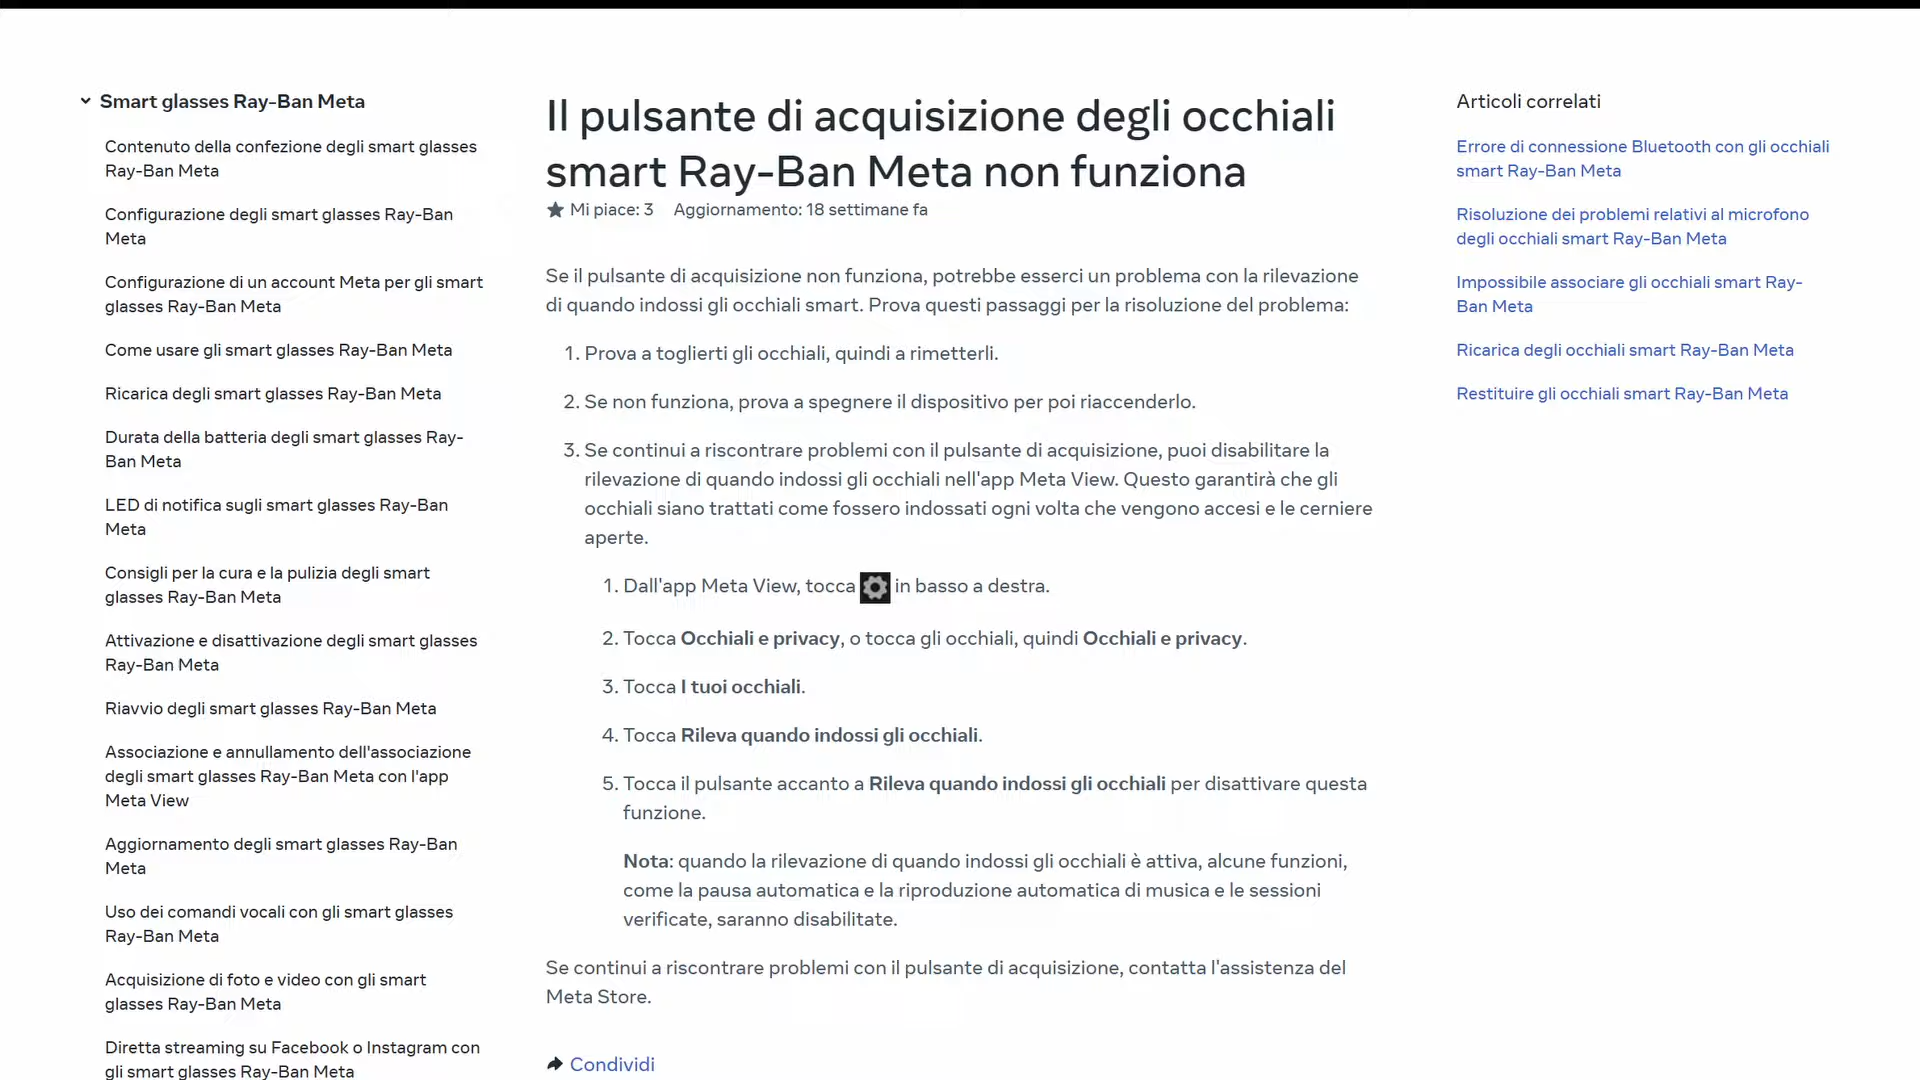 Smart glasses Ray-Ban Meta
Contenuto della confezione degli smart glasses
Ray-Ban Meta
Configurazione degli smart glasses Ray-Ban
Meta
Configurazione di un account Meta per gli smart
glasses Ray-Ban Meta
Come usare gli smart glasses Ray-Ban Meta
Ricarica degli smart glasses Ray-Ban Meta
Durata della batteria degli smart glasses Ray-
Ban Meta
LED di notifica sugli smart glasses Ray-Ban
Meta
Consigli per la cura e la pulizia degli smart
glasses Ray-Ban Meta
Attivazione e disattivazione degli smart glasses
Ray-Ban Meta
Riavvio degli smart glasses Ray-Ban Meta
Associazione e annullamento dell'associazione
degli smart glasses Ray-Ban Meta con l'app
Meta View
Aggiornamento degli smart glasses Ray-Ban
Meta
Uso dei comandi vocali con gli smart glasses
Ray-Ban Meta
Acquisizione di foto e video con gli smart
glasses Ray-Ban Meta
Diretta streaming su Facebook o Instagram con
gli smart glasses Ray-Ban Meta
Il pulsante di acquisizione degli occhiali
smart Ray-Ban Meta non funziona
Mi piace: 3 Aggiornamento: 18 settimane fa
Se il pulsante di acquisizione non funziona, potrebbe esserci un problema con la rilevazione
di quando indossi gli occhiali smart. Prova questi passaggi per la risoluzione del problema:
1. Prova a toglierti gli occhiali, quindi a rimetterli.
2. Se non funziona, prova a spegnere il dispositivo per poi riaccenderlo.
3. Se continui a riscontrare problemi con il pulsante di acquisizione, puoi disabilitare la
rilevazione di quando indossi gli occhiali nell'app Meta View. Questo garantirà che gli
occhiali siano trattati come fossero indossati ogni volta che vengono accesi e le cerniere
aperte.
1. Dall'app Meta View, tocca in basso a destra.
2. Tocca Occhiali e privacy, o tocca gli occhiali, quindi Occhiali e privacy.
3. Tocca I tuoi occhiali.
4. Tocca Rileva quando indossi gli occhiali.
5. Tocca il pulsante accanto a Rileva quando indossi gli occhiali per disattivare questa
funzione.
Nota: quando la rilevazione di quando indossi gli occhiali è attiva, alcune funzioni,
come la pausa automatica e la riproduzione automatica di musica e le sessioni
verificate, saranno disabilitate.
Se continui a riscontrare problemi con il pulsante di acquisizione, contatta l'assistenza del
Meta Store.
Condividi
Articoli correlati
Errore di connessione Bluetooth con gli occhiali
smart Ray-Ban Meta
Risoluzione dei problemi relativi al microfono
degli occhiali smart Ray-Ban Meta
Impossibile associare gli occhiali smart Ray-
Ban Meta
Ricarica degli occhiali smart Ray-Ban Meta
Restituire gli occhiali smart Ray-Ban Meta